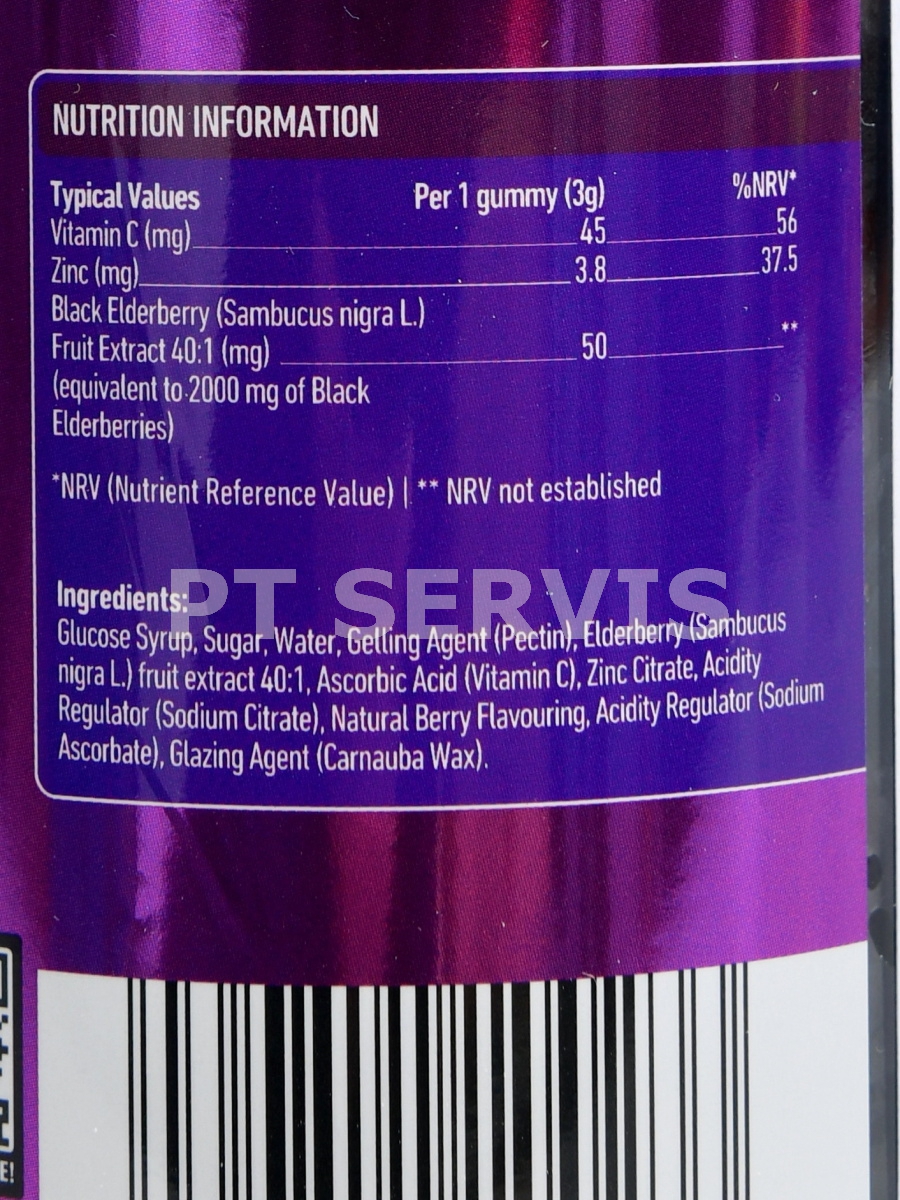 NUTRITION INFORMATION
Typical Values Per 1 gummy (3g) %NRV*
Vitamin C (mg) 45 56
Zinc (mg) 3.8 37.5
Black Elderberry (Sambucus nigra L.)
Fruit Extract 40:1 (mg) 50 **
(equivalent to 2000 mg of Black
Elderberries)
*NRV (Nutrient Reference Value) | ** NRV not established
PT SERVIS
Ingredients:
Glucose Syrup, Sugar, Water, Gelling Agent (Pectin), Elderberry (Sambucus
nigra L.) fruit extract 40:1, Ascorbic Acid (Vitamin C), Zinc Citrate, Acidity
Regulator (Sodium Citrate), Natural Berry Flavouring, Acidity Regulator (Sodium
Ascorbate), Glazing Agent (Carnauba Wax).